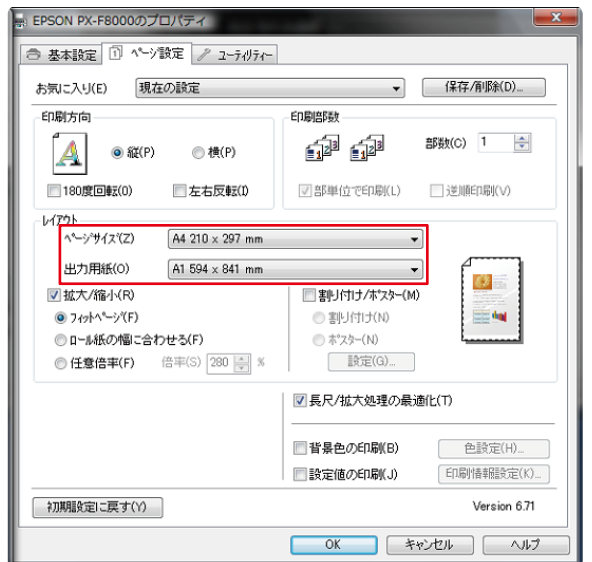 EPSON PX-F8000のプロパティ
基本設定 ページ設定 ユーティリティー
お気に入り(E) 現在の設定 保存/削除(D)...
印刷方向 印刷部数
A 縦(P) 横(P) 部数(C) 1
180度回転(O) 左右反転(I) 部単位で印刷(L) 逆順印刷(V)
レイアウト
ページサイズ(Z) A4 210 x 297 mm
出力用紙(O) A1 594 x 841 mm
拡大/縮小(R) 割り付け/ポスター(M)
フィットページ(F) 割り付け(N)
ロール紙の幅に合わせる(F) ポスター(N)
任意倍率(F) 倍率(S) 280 % 設定(G)...
長尺/拡大処理の最適化(T)
背景色の印刷(B) 色設定(H)...
設定値の印刷(J) 印刷情報設定(K)...
初期設定に戻す(Y) Version 6.71
OK キャンセル ヘルプ